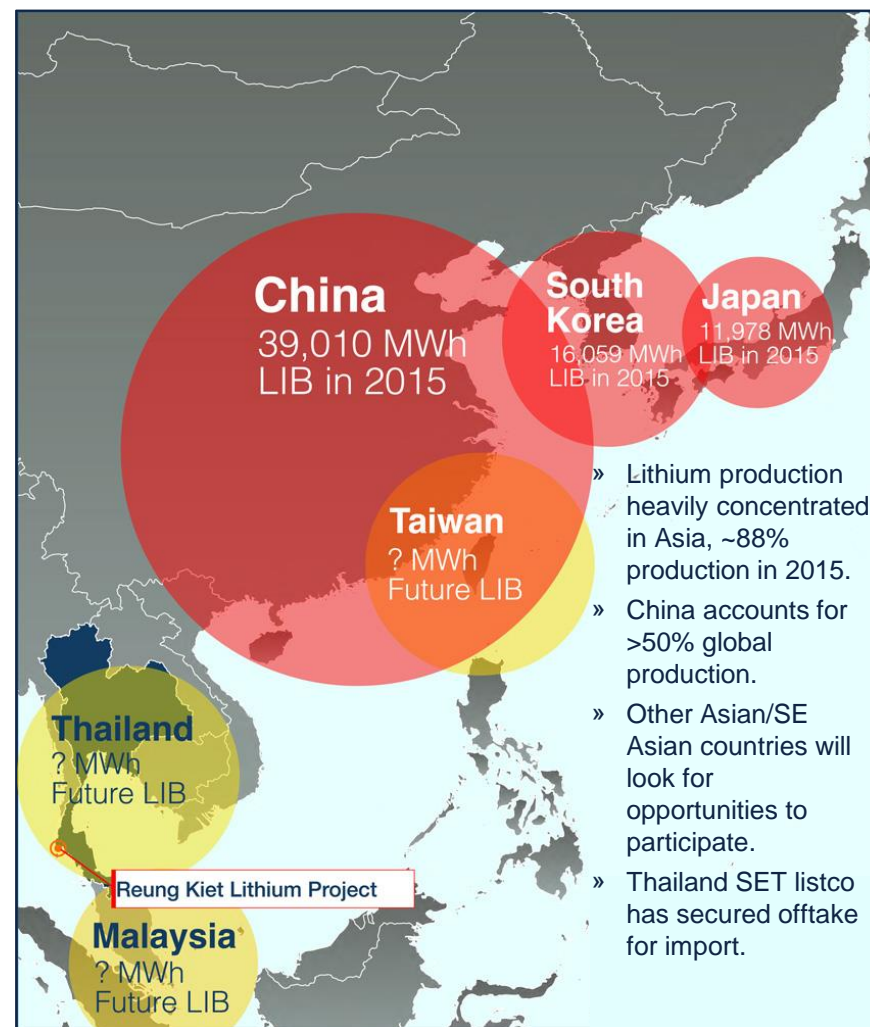 China
39,010 MWh
LIB in 2015
South
Korea
16,059 MWh
LIB in 2015
Japan
11,978 MWh
LIB in 2015
Taiwan
? MWh
Future LIB
» Lithium production
heavily concentrated
in Asia, ~88%
production in 2015.
» China accounts for
>50% global
production.
» Other Asian/SE
Asian countries will
look for
opportunities to
participate.
» Thailand SET listco
has secured offtake
for import.
Thailand
? MWh
Future LIB
Reung Kiet Lithium Project
Malaysia
? MWh
Future LIB